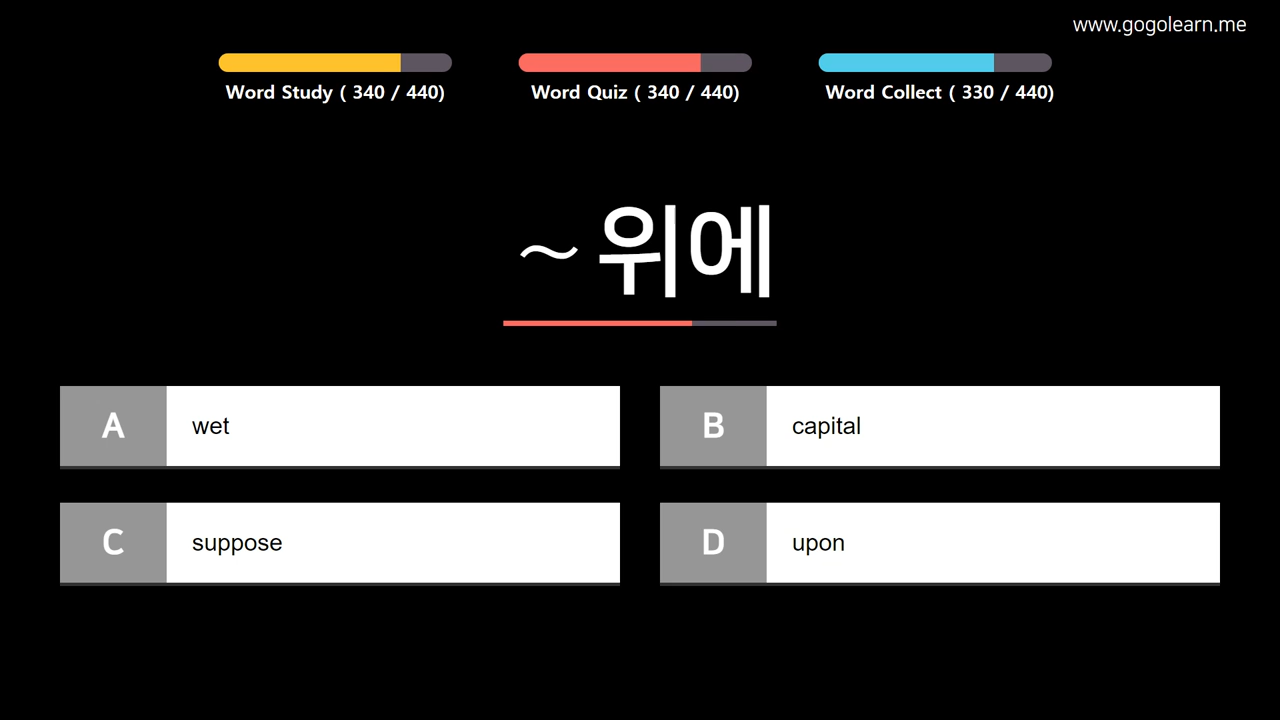 www.gogolearn.me
Word Study ( 340 / 440)
Word Quiz ( 340 / 440)
Word Collect ( 330 / 440)
~ 위에
A wet
B capital
C suppose
D upon